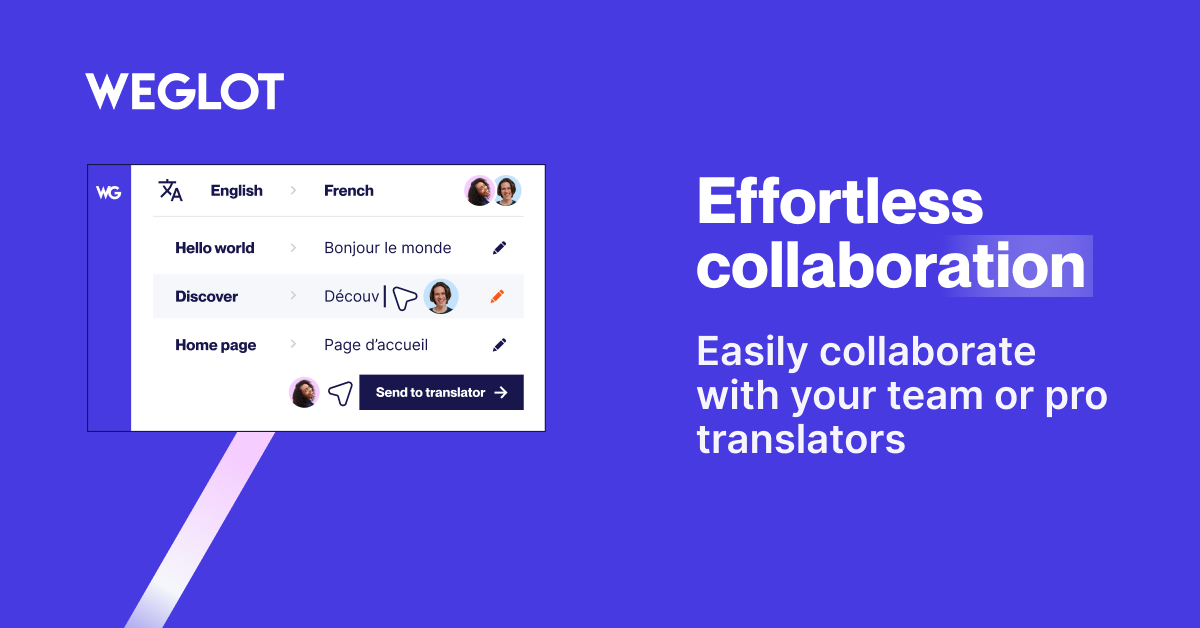 WEGLOT
WG
English
French
Hello world
Bonjour le monde
Discover
Découv
Home page
Page d’accueil
Send to translator
Effortless
collaboration
Easily collaborate
with your team or pro
translators